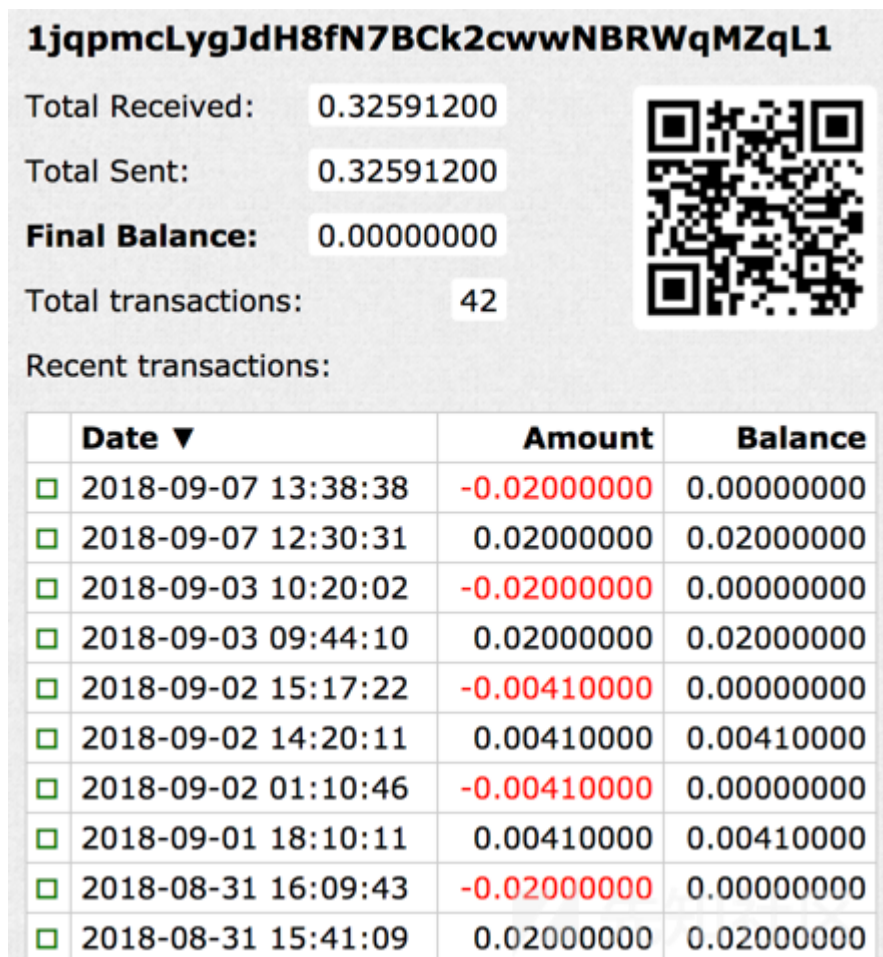 1jqpmcLygJdH8fN7BCk2cwwNBRWqMZqL1
Total Received: 0.32591200
Total Sent: 0.32591200
Final Balance: 0.00000000
Total transactions: 42
Recent transactions:
Date ▼ Amount Balance
2018-09-07 13:38:38 -0.02000000 0.00000000
2018-09-07 12:30:31 0.02000000 0.02000000
2018-09-03 10:20:02 -0.02000000 0.00000000
2018-09-03 09:44:10 0.02000000 0.02000000
2018-09-02 15:17:22 -0.00410000 0.00000000
2018-09-02 14:20:11 0.00410000 0.00410000
2018-09-02 01:10:46 -0.00410000 0.00000000
2018-09-01 18:10:11 0.00410000 0.00410000
2018-08-31 16:09:43 -0.02000000 0.00000000
2018-08-31 15:41:09 0.02000000 0.02000000